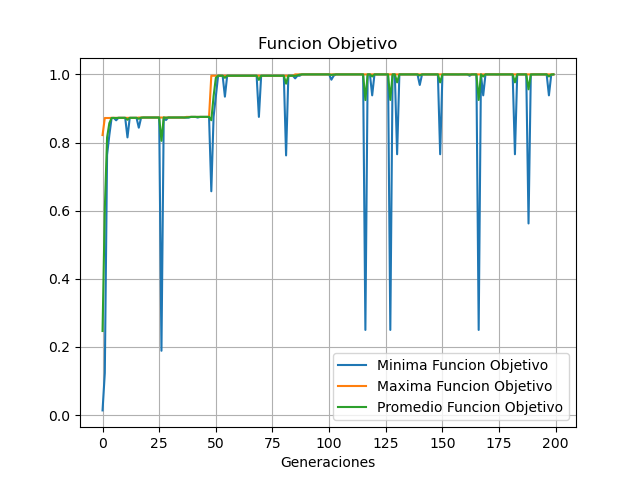 Funcion Objetivo
1.0
0.8
0.6
0.4
0.2
0.0
Minima Funcion Objetivo
Maxima Funcion Objetivo
Promedio Funcion Objetivo
0 25 50 75 100 125 150 175 200
Generaciones